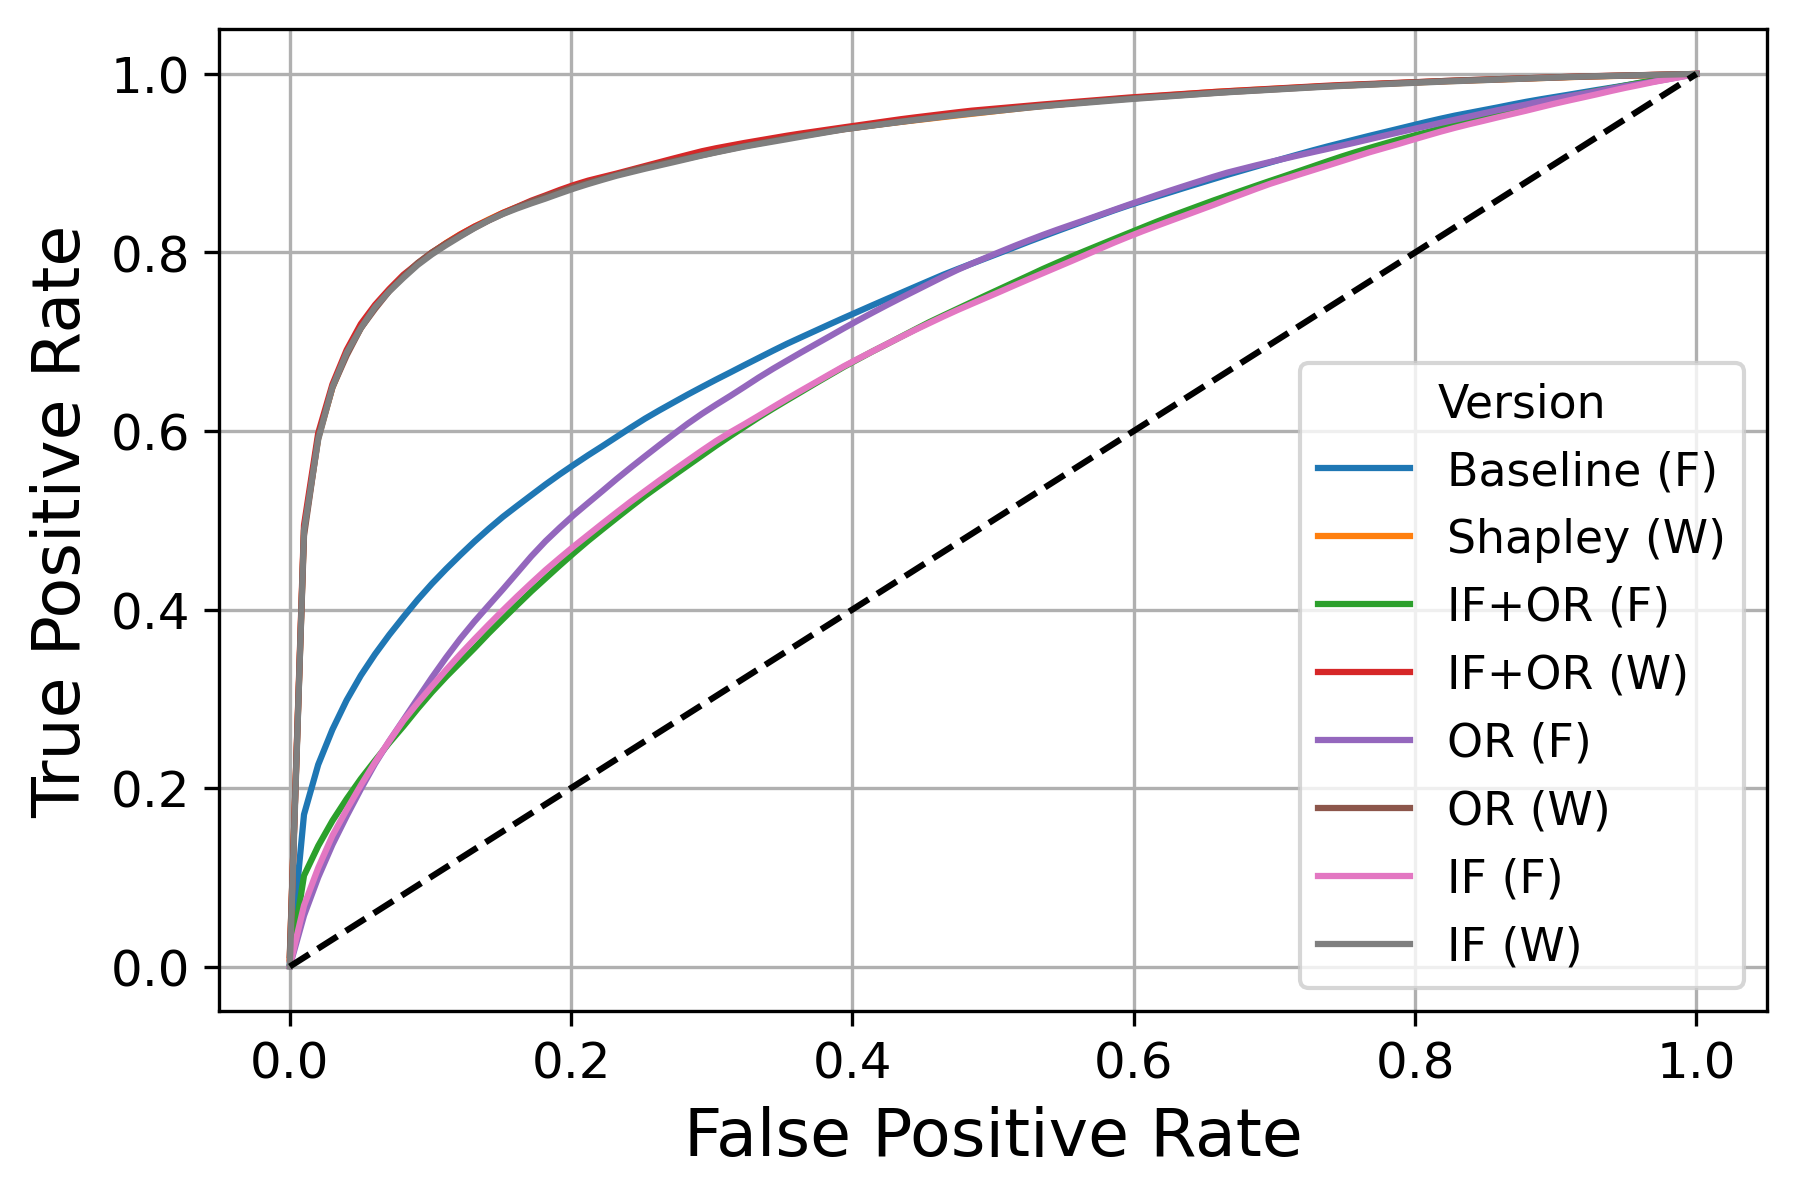 1.0
0.8
0.6
0.4
0.2
0.0
True Positive Rate
Version
Baseline (F)
Shapley (W)
IF+OR (F)
IF+OR (W)
OR (F)
OR (W)
IF (F)
IF (W)
0.0 0.2 0.4 0.6 0.8 1.0
False Positive Rate